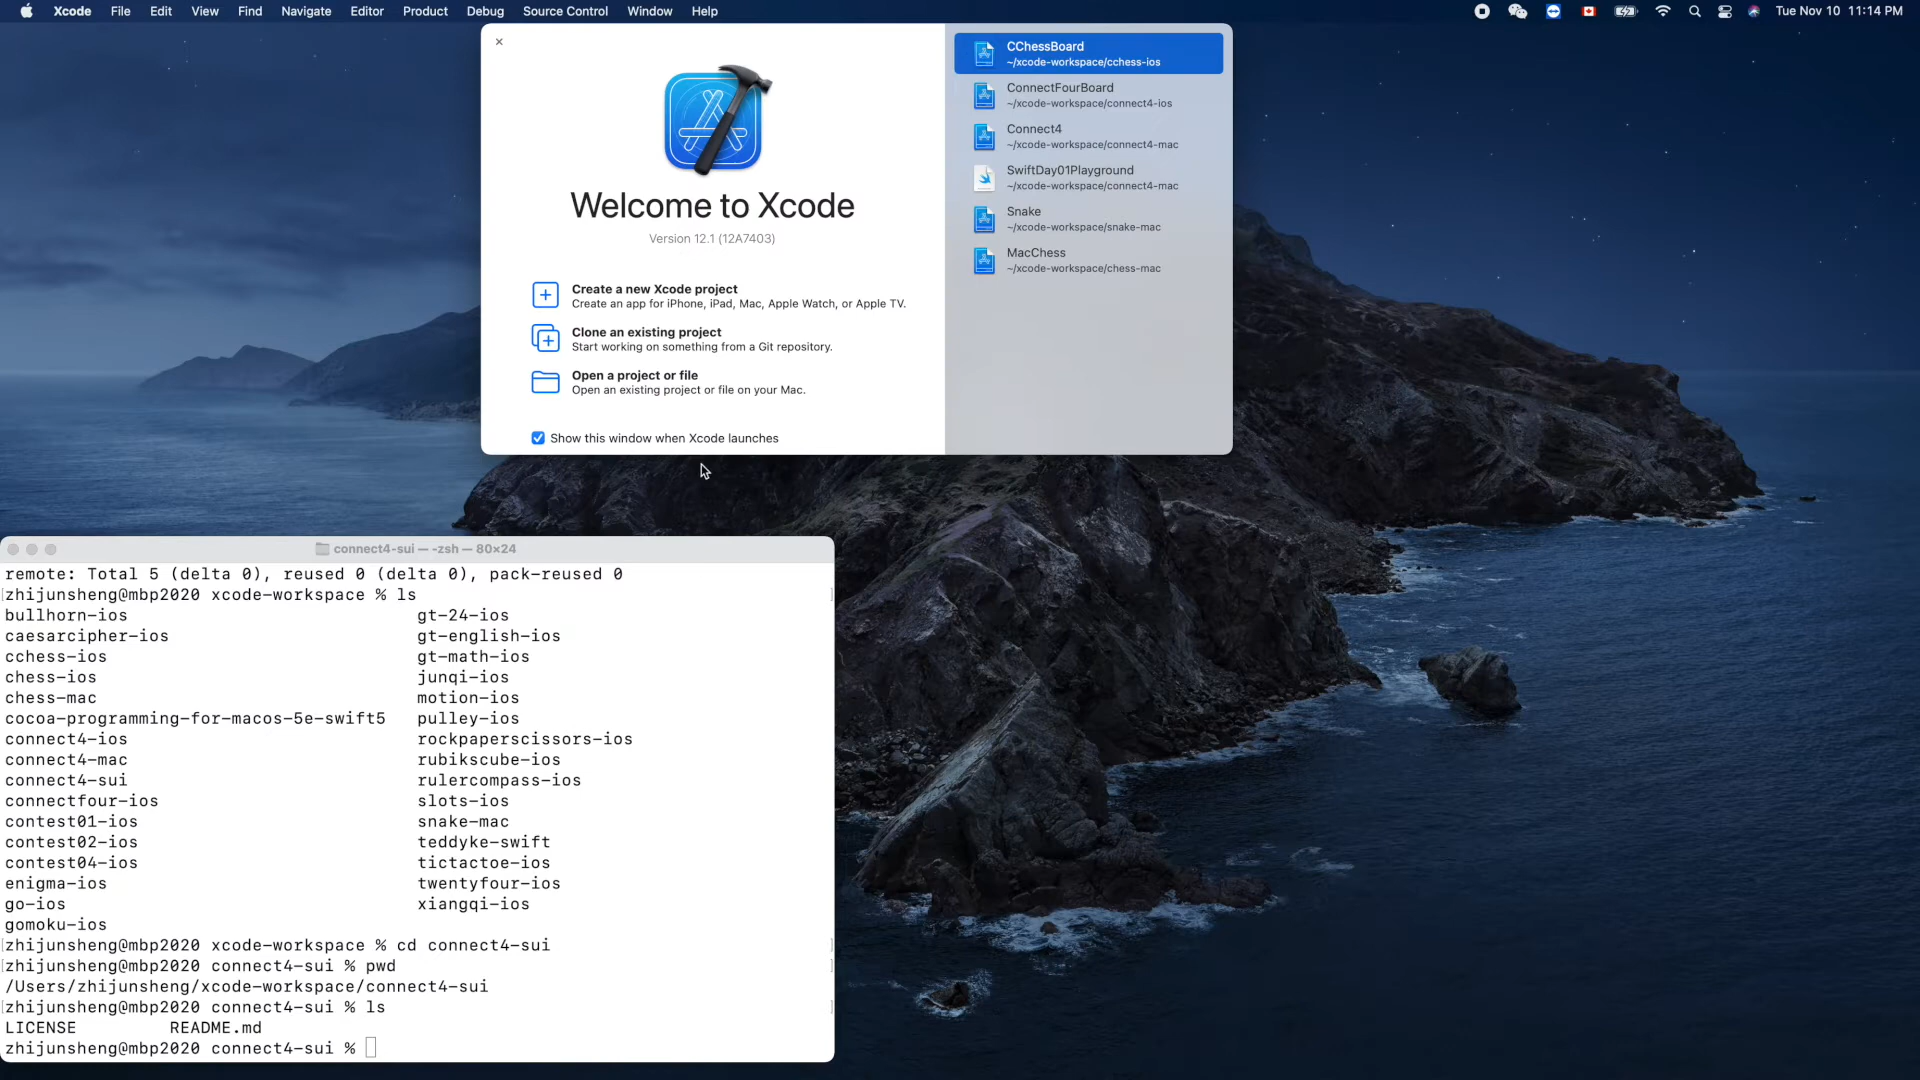 Xcode File Edit View Find Navigate Editor Product Debug Source Control Window Help Tue Nov 10 11:14 PM
Welcome to Xcode
Version 12.1 (12A7403)
Create a new Xcode project
Create an app for iPhone, iPad, Mac, Apple Watch, or Apple TV.
Clone an existing project
Start working on something from a Git repository.
Open a project or file
Open an existing project or file on your Mac.
Show this window when Xcode launches
CChessBoard
~/xcode-workspace/cchess-ios
ConnectFourBoard
~/xcode-workspace/connect4-ios
Connect4
~/xcode-workspace/connect4-mac
SwiftDay01Playground
~/xcode-workspace/connect4-mac
Snake
~/xcode-workspace/snake-mac
MacChess
~/xcode-workspace/chess-mac
connect4-sui — -zsh — 80×24
remote: Total 5 (delta 0), reused 0 (delta 0), pack-reused 0
[zhijunsheng@mbp2020 xcode-workspace % ls ]
bullhorn-ios gt-24-ios
caesarcipher-ios gt-english-ios
cchess-ios gt-math-ios
chess-ios junqi-ios
chess-mac motion-ios
cocoa-programming-for-macos-5e-swift5 pulley-ios
connect4-ios rockpaperscissors-ios
connect4-mac rubikscube-ios
connect4-sui rulercompass-ios
connectfour-ios slots-ios
contest01-ios snake-mac
contest02-ios teddyke-swift
contest04-ios tictactoe-ios
enigma-ios twentyfour-ios
go-ios xiangqi-ios
gomoku-ios
[zhijunsheng@mbp2020 xcode-workspace % cd connect4-sui ]
[zhijunsheng@mbp2020 connect4-sui % pwd ]
/Users/zhijunsheng/xcode-workspace/connect4-sui
[zhijunsheng@mbp2020 connect4-sui % ls ]
LICENSE README.md
zhijunsheng@mbp2020 connect4-sui %